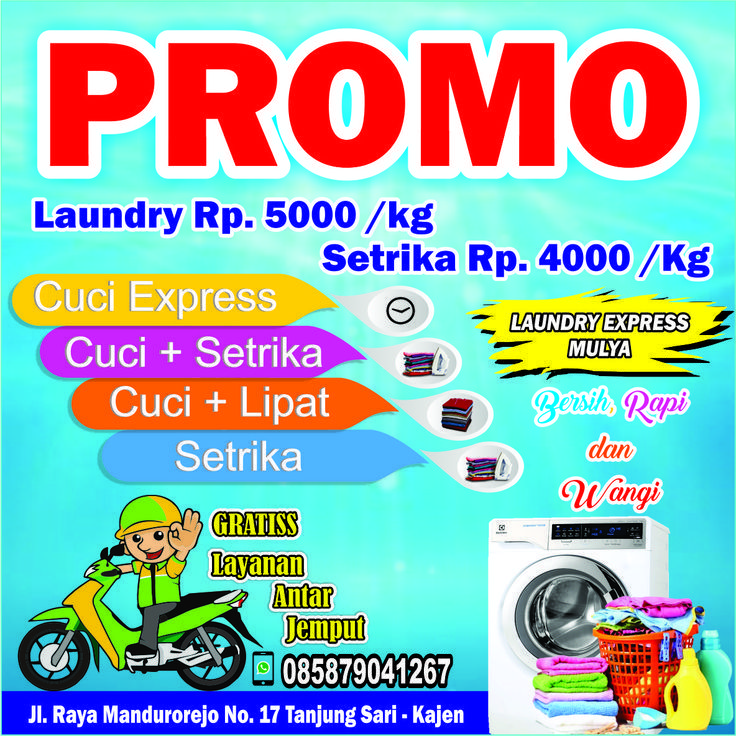 PROMO
Laundry Rp. 5000 /kg
Setrika Rp. 4000 /Kg
Cuci Express
Cuci + Setrika
Cuci + Lipat
Setrika
LAUNDRY EXPRESS
MULYA
Bersih, Rapi
dan
Wangi
GRATISS
Layanan
Antar
Jemput
085879041267
Electrolux
Jl. Raya Mandurorejo No. 17 Tanjung Sari - Kajen